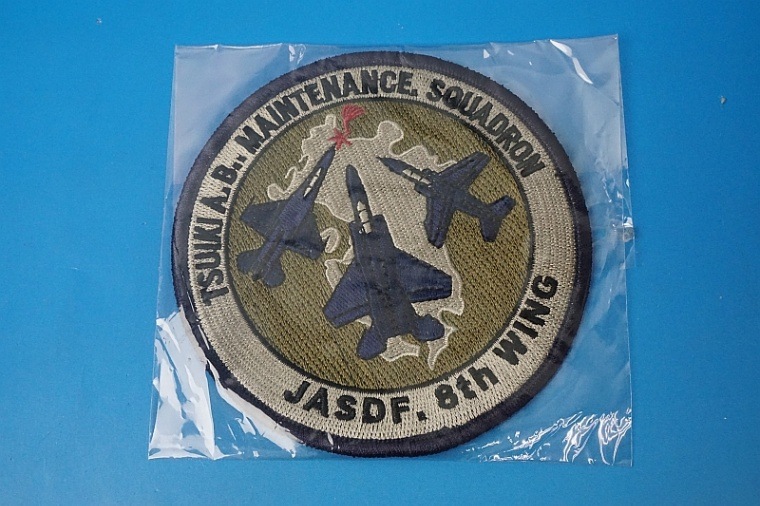 TSUIKI A.B.. MAINTENANCE. SQUADRON
JASDF. 8th WING